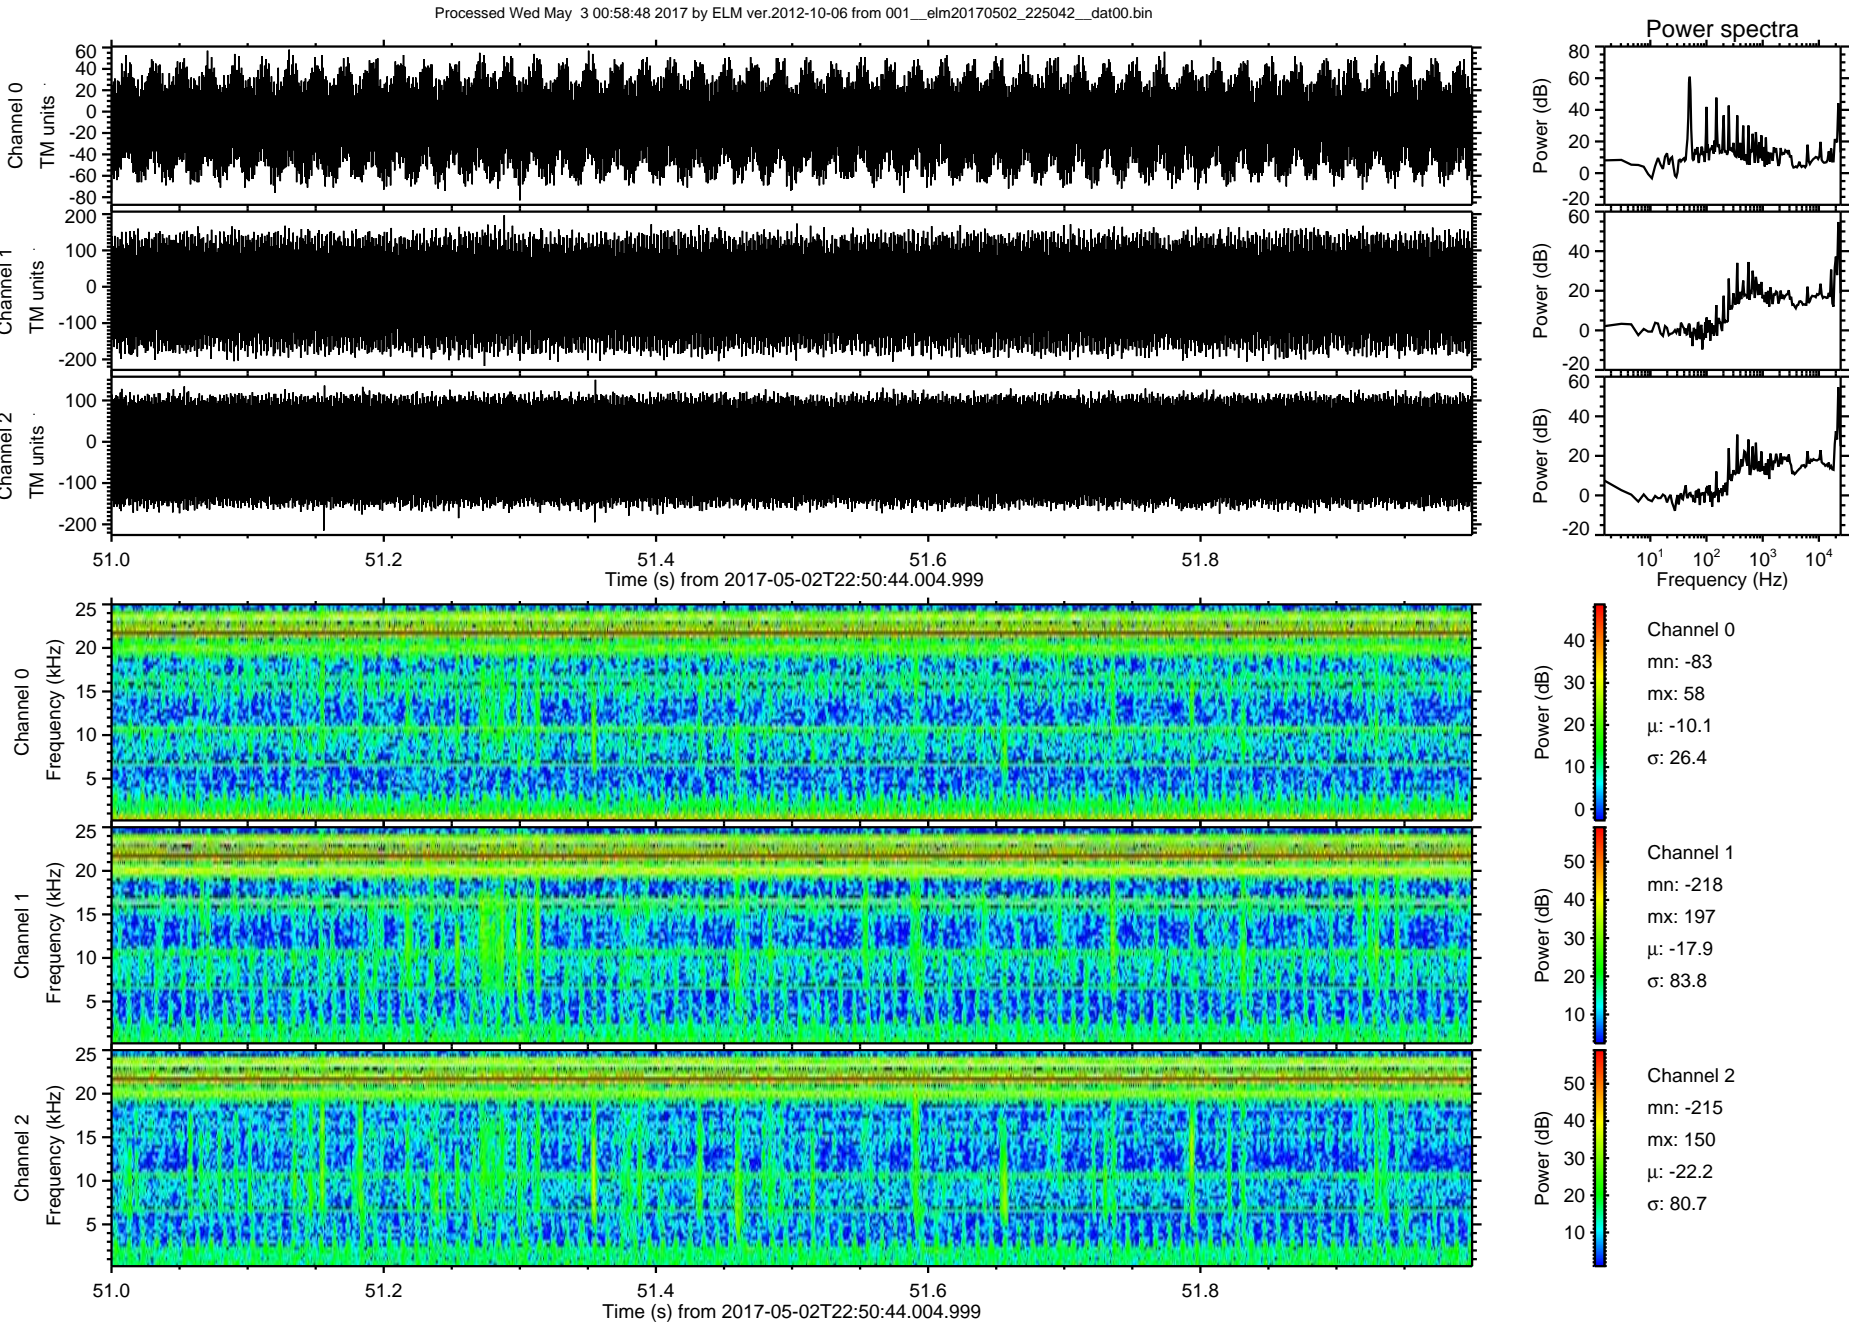 Processed Wed May  3 00:58:48 2017 by ELM ver.2012-10-06 from 001__elm20170502_225042__dat00.bin
Power spectra
Channel 0
TM units
60
40
20
0
-20
-40
-60
-80
Power (dB)
80
60
40
20
0
-20
Channel 1
TM units
200
100
0
-100
-200
Power (dB)
60
40
20
0
-20
Channel 2
TM units
100
0
-100
-200
Power (dB)
60
40
20
0
-20
51.0 51.2 51.4 51.6 51.8
Time (s) from 2017-05-02T22:50:44.004.999
10¹ 10² 10³ 10⁴
Frequency (Hz)
Channel 0
Frequency (kHz)
25
20
15
10
5
Power (dB)
40
30
20
10
0
Channel 0
mn: -83
mx: 58
μ: -10.1
σ: 26.4
Channel 1
Frequency (kHz)
25
20
15
10
5
Power (dB)
50
40
30
20
10
Channel 1
mn: -218
mx: 197
μ: -17.9
σ: 83.8
Channel 2
Frequency (kHz)
25
20
15
10
5
Power (dB)
50
40
30
20
10
Channel 2
mn: -215
mx: 150
μ: -22.2
σ: 80.7
51.0 51.2 51.4 51.6 51.8
Time (s) from 2017-05-02T22:50:44.004.999